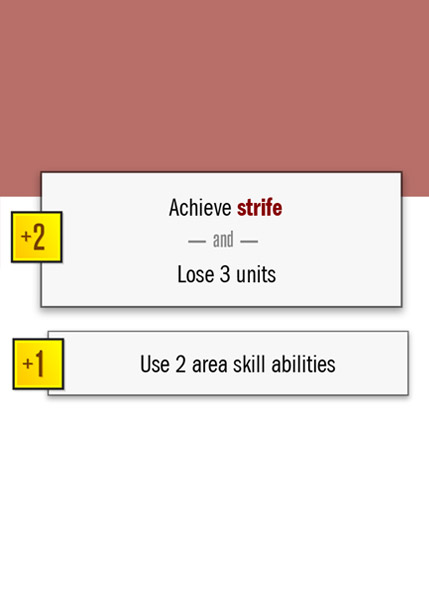 Achieve strife
+2
— and —
Lose 3 units
+1
Use 2 area skill abilities